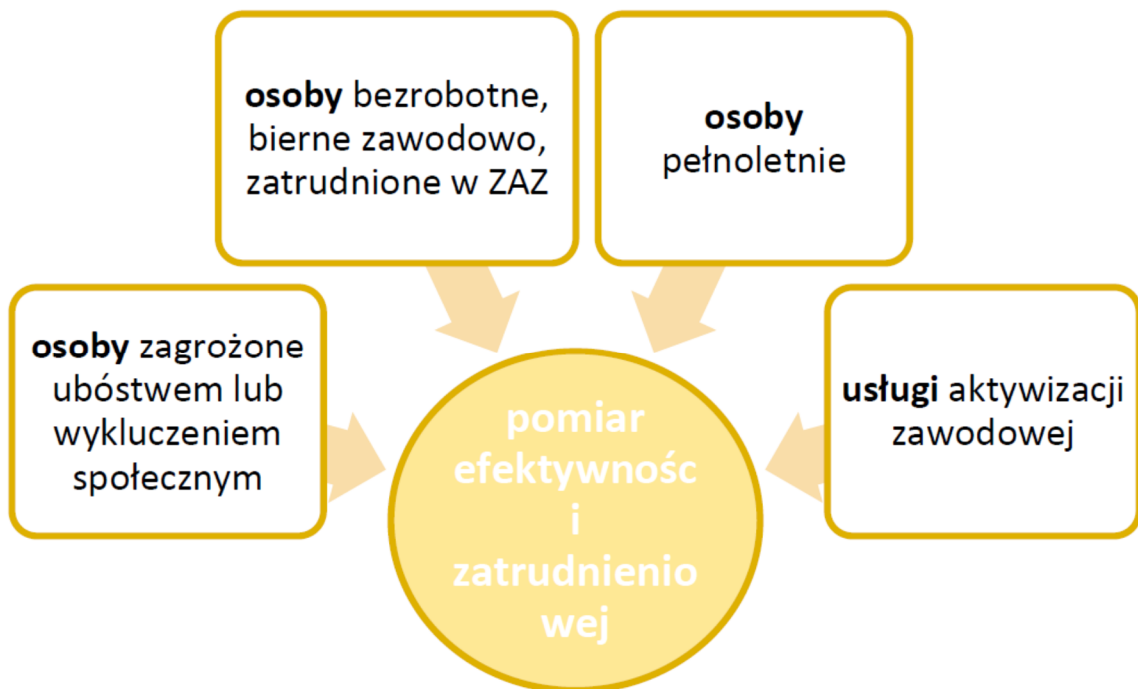 osoby bezrobotne,
bierne zawodowo,
zatrudnione w ZAZ
osoby
pełnoletnie
osoby zagrożone
ubóstwem lub
wykluczeniem
społecznym
usługi aktywizacji
zawodowej
pomiar
efektywnośc
i
zatrudnienio
wej